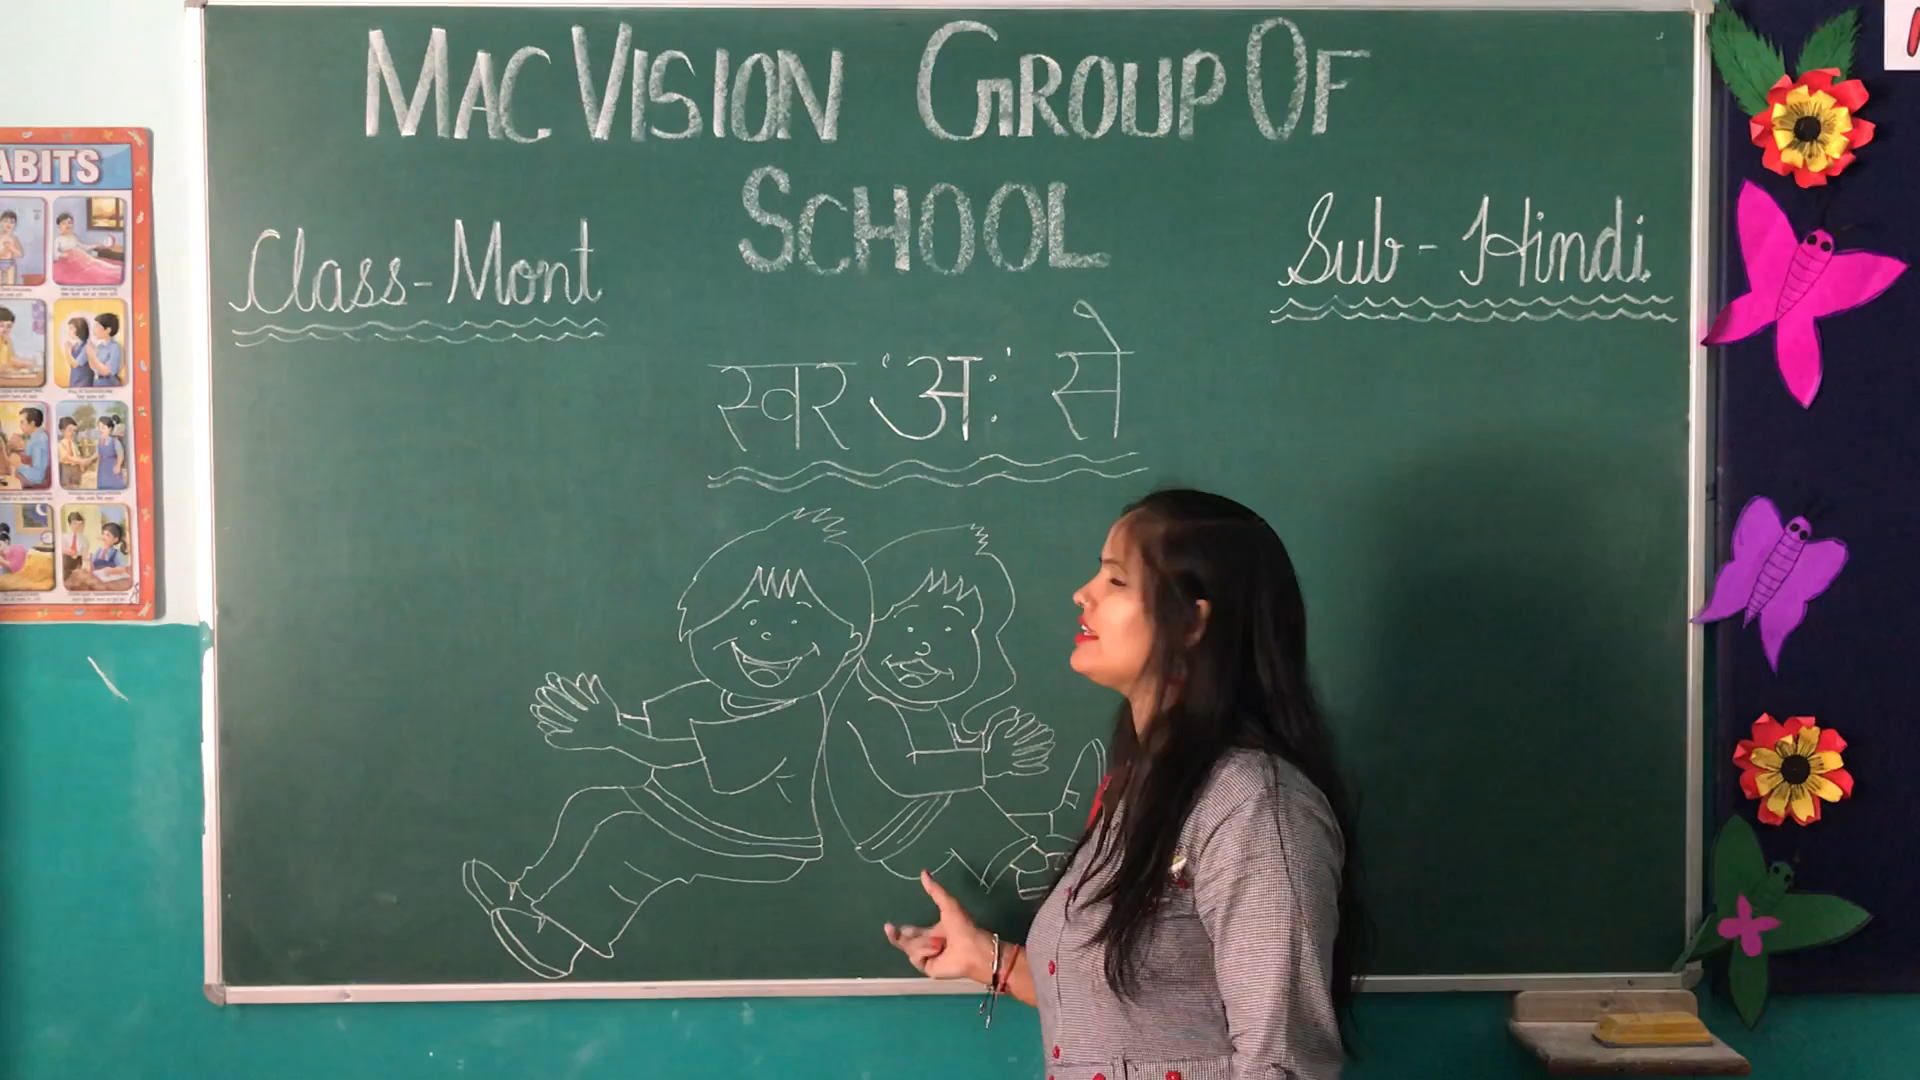 MAC VISION GROUP OF
SCHOOL
Class-Mont
Sub-Hindi
स्वर 'अः' से
ABITS